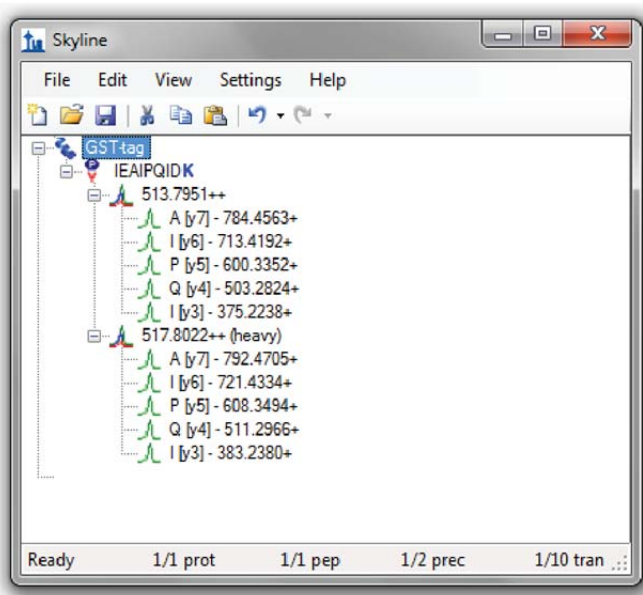 Skyline
File Edit View Settings Help
GST-tag
IEAIPQIDK
513.7951++
A [y7] - 784.4563+
I [y6] - 713.4192+
P [y5] - 600.3352+
Q [y4] - 503.2824+
I [y3] - 375.2238+
517.8022++ (heavy)
A [y7] - 792.4705+
I [y6] - 721.4334+
P [y5] - 608.3494+
Q [y4] - 511.2966+
I [y3] - 383.2380+
Ready 1/1 prot 1/1 pep 1/2 prec 1/10 tran